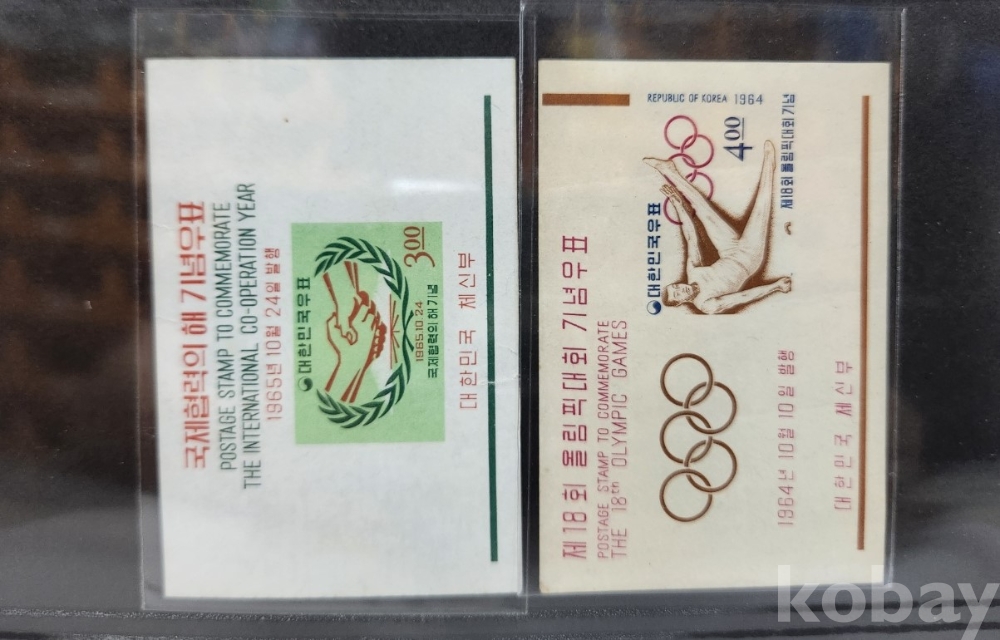 국제협력의 해 기념우표
POSTAGE STAMP TO COMMEMORATE
THE INTERNATIONAL CO-OPERATION YEAR
1965년 10월 24일 발행
대한민국우표
3.00
1965.10.24
국제협력의해기념
대한민국 체신부
제18회 올림픽대회 기념우표
POSTAGE STAMP TO COMMEMORATE
THE 18th OLYMPIC GAMES
REPUBLIC OF KOREA 1964
대한민국우표
4.00
제18회 올림픽대회기념
1964년 10월 10일 발행
대한민국 체신부
kobay